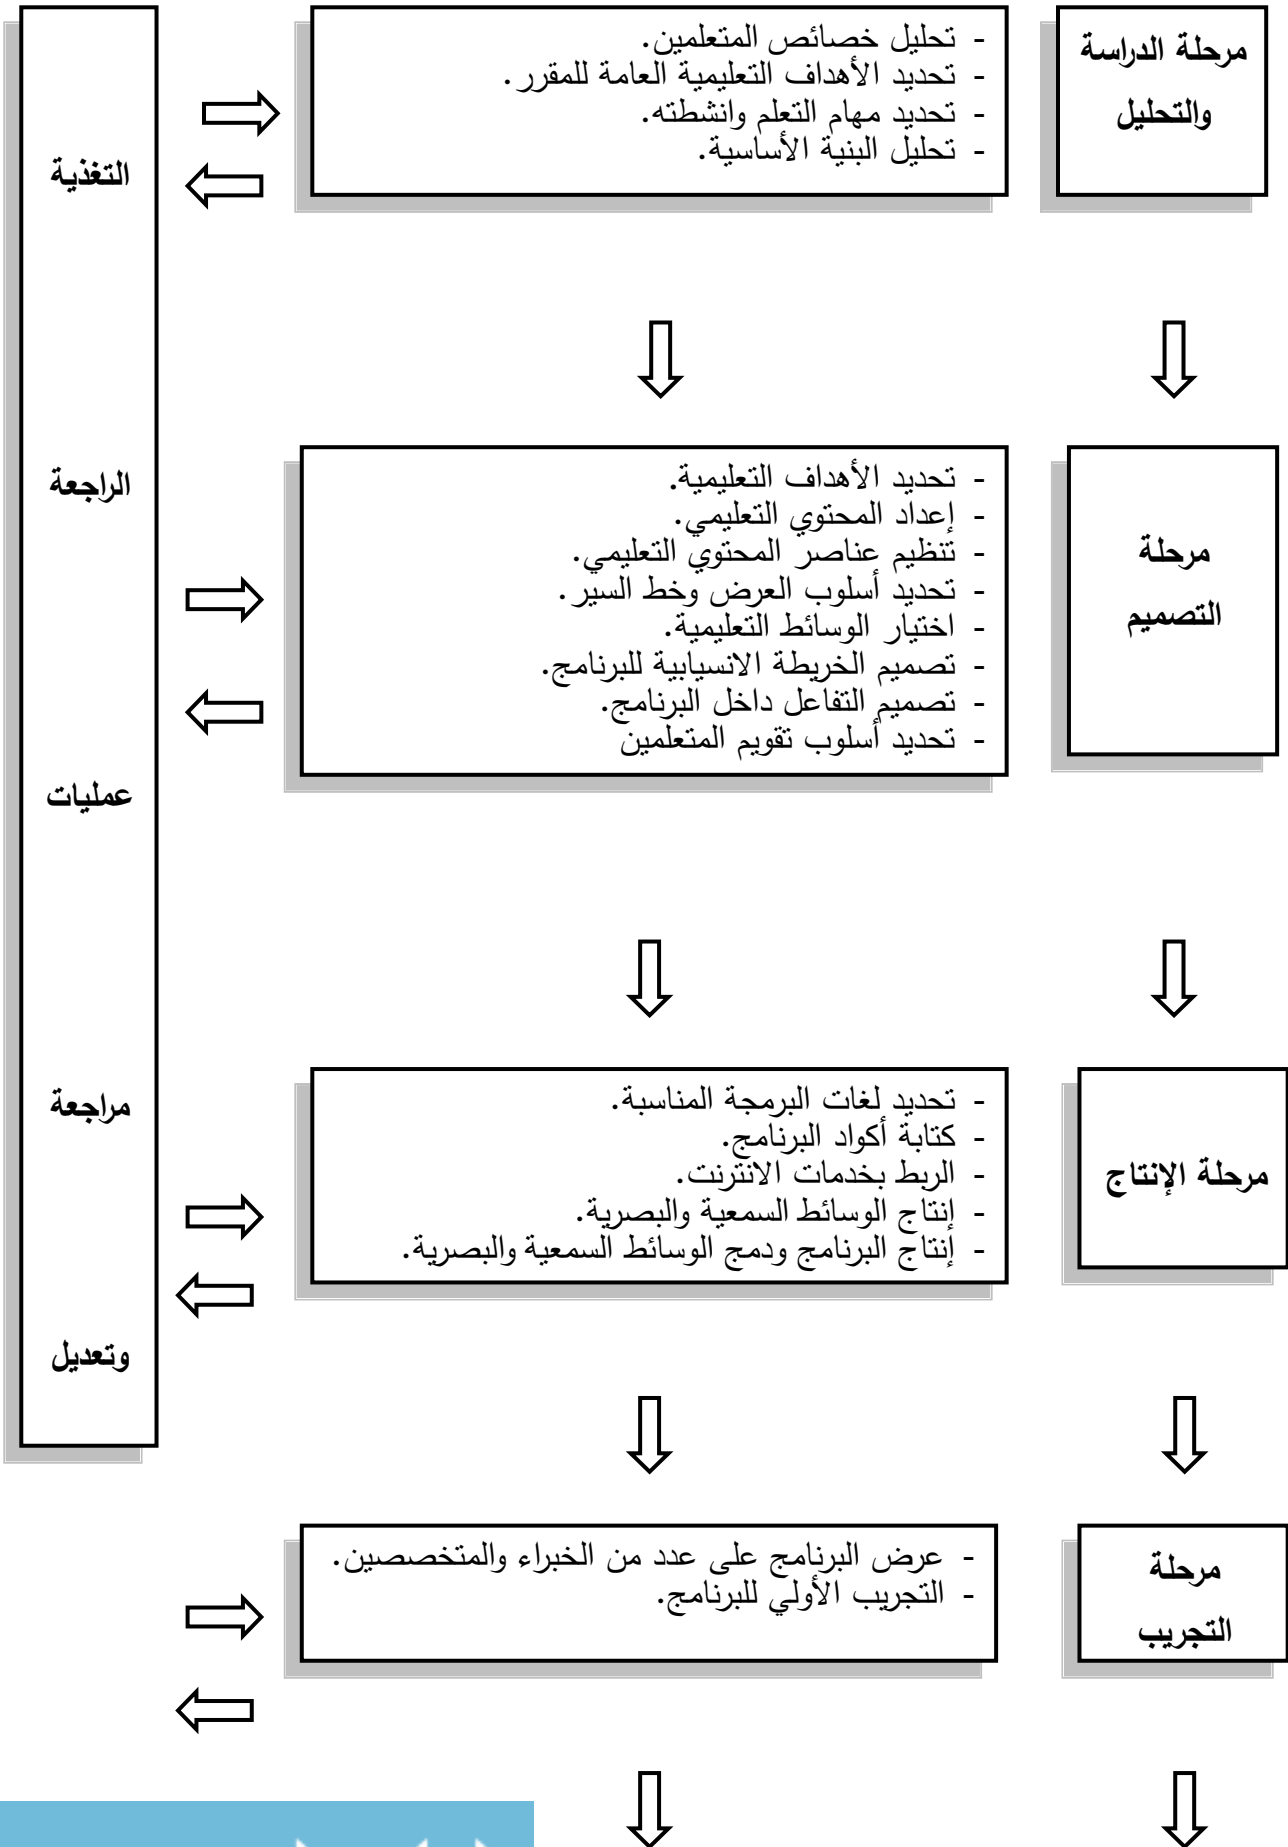 مرحلة الدراسة
والتحليل
- تحليل خصائص المتعلمين.
- تحديد الأهداف التعليمية العامة للمقرر.
- تحديد مهام التعلم وانشطته.
- تحليل البنية الأساسية.
مرحلة
التصميم
- تحديد الأهداف التعليمية.
- إعداد المحتوي التعليمي.
- تنظيم عناصر المحتوي التعليمي.
- تحديد أسلوب العرض وخط السير.
- اختيار الوسائط التعليمية.
- تصميم الخريطة الانسيابية للبرنامج.
- تصميم التفاعل داخل البرنامج.
- تحديد أسلوب تقويم المتعلمين
مرحلة الإنتاج
- تحديد لغات البرمجة المناسبة.
- كتابة أكواد البرنامج.
- الربط بخدمات الانترنت.
- إنتاج الوسائط السمعية والبصرية.
- إنتاج البرنامج ودمج الوسائط السمعية والبصرية.
مرحلة
التجريب
- عرض البرنامج على عدد من الخبراء والمتخصصين.
- التجريب الأولي للبرنامج.
التغذية
الراجعة
عمليات
مراجعة
وتعديل